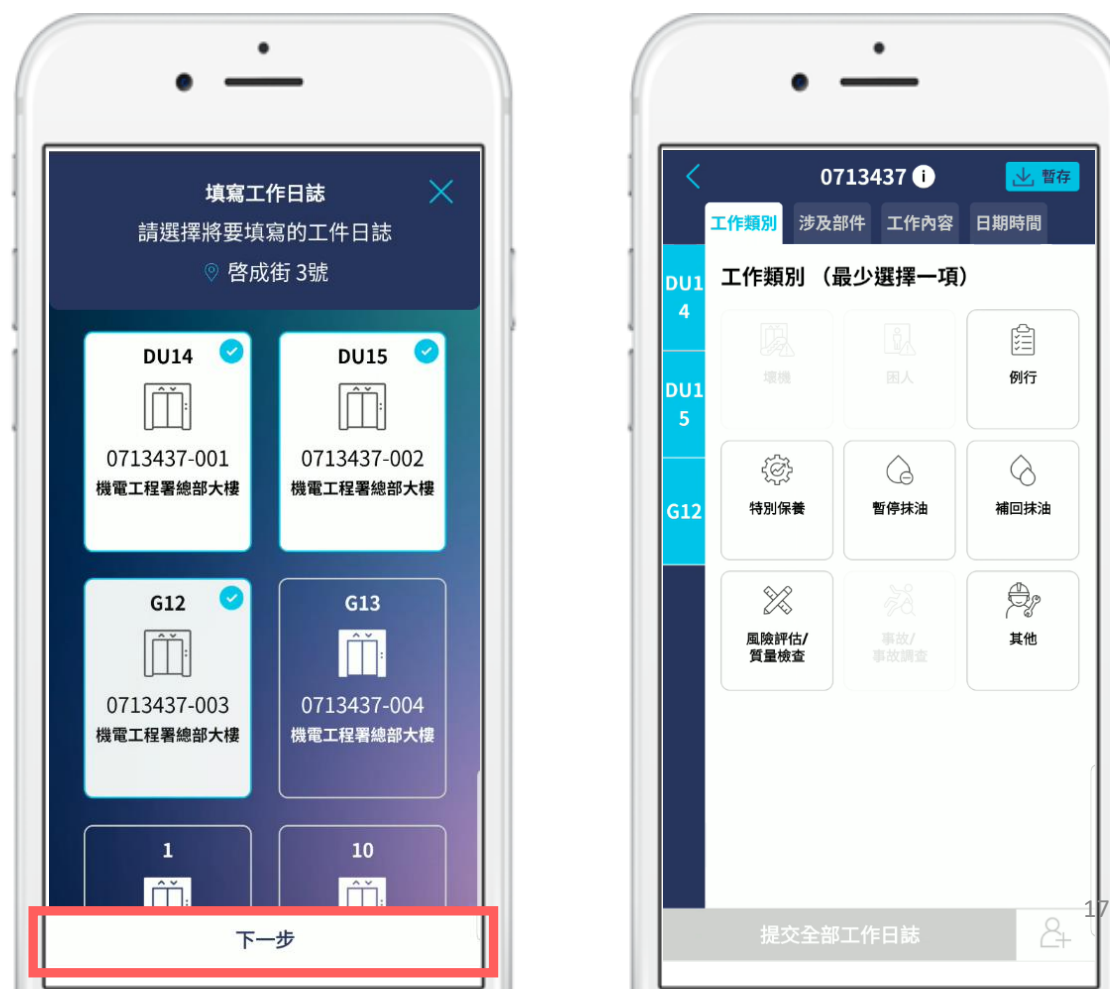 填寫工作日誌
請選擇將要填寫的工件日誌
啓成街 3號
DU14
DU15
0713437-001
0713437-002
機電工程署總部大樓
機電工程署總部大樓
G12
G13
0713437-003
0713437-004
機電工程署總部大樓
機電工程署總部大樓
1
10
下一步
0713437
暫存
工作類別
涉及部件
工作內容
日期時間
DU1
4
DU1
5
G12
工作類別 （最少選擇一項）
壞機
困人
例行
特別保養
暫停抹油
補回抹油
風險評估/
質量檢查
事故/
事故調查
其他
提交全部工作日誌
17